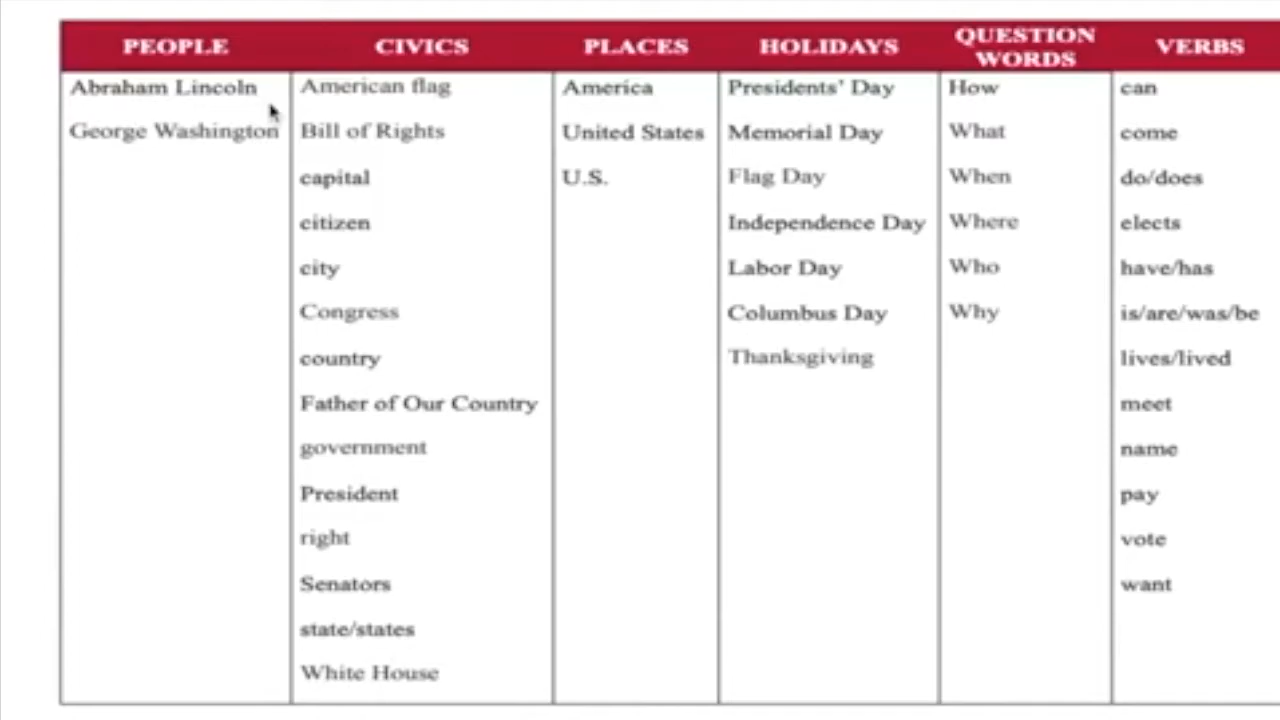 PEOPLE CIVICS PLACES HOLIDAYS QUESTION WORDS VERBS
Abraham Lincoln American flag America Presidents' Day How can
George Washington Bill of Rights United States Memorial Day What come
capital U.S. Flag Day When do/does
citizen Independence Day Where elects
city Labor Day Who have/has
Congress Columbus Day Why is/are/was/be
country Thanksgiving lives/lived
Father of Our Country meet
government name
President pay
right vote
Senators want
state/states
White House